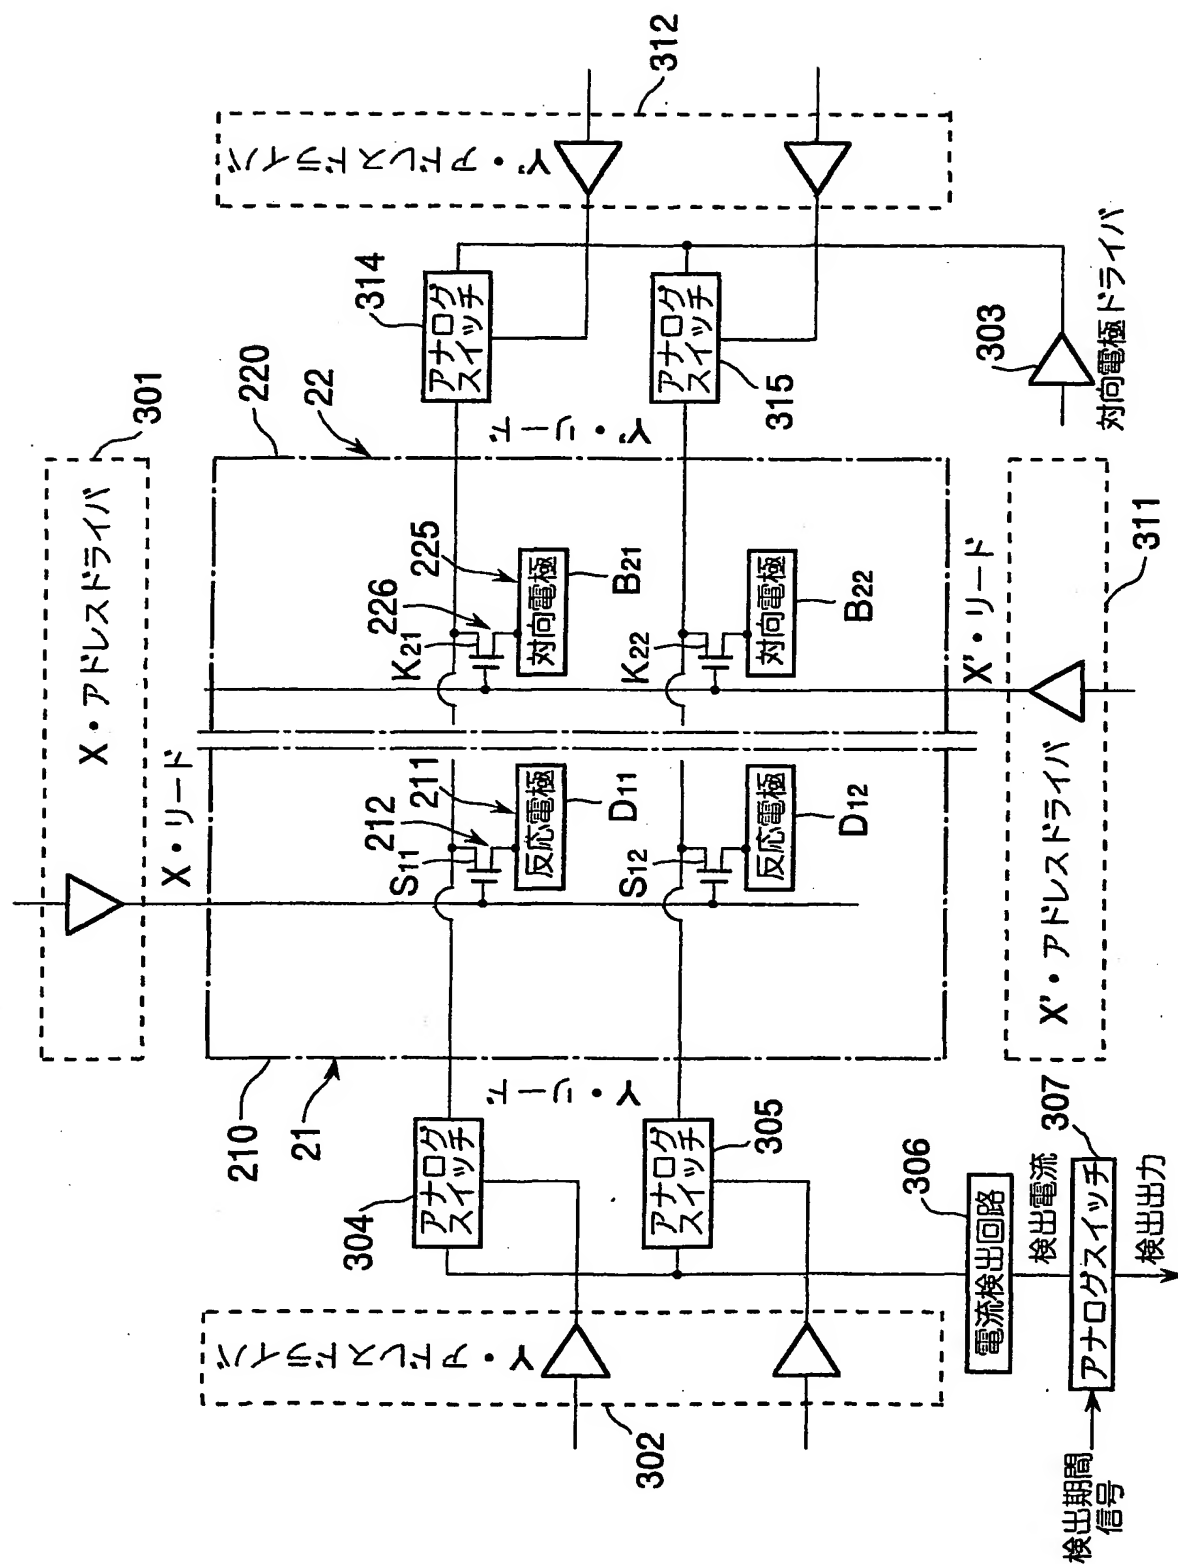 301
X・アドレスドライバ
X・リード
312
Y'・アドレスドライバ
314
アナログ
スイッチ
アナログ
スイッチ
315
Y'・リード
303
対向電極ドライバ
220
22
225
226
K21
対向電極
B21
K22
対向電極
B22
X'・リード
311
X'・アドレスドライバ
211
212
S11
反応電極
D11
S12
反応電極
D12
210
21
Y・リード
304
アナログ
スイッチ
アナログ
スイッチ
305
Y・アドレスドライバ
302
306
電流検出回路
検出電流
307
アナログスイッチ
検出出力
検出期間
信号